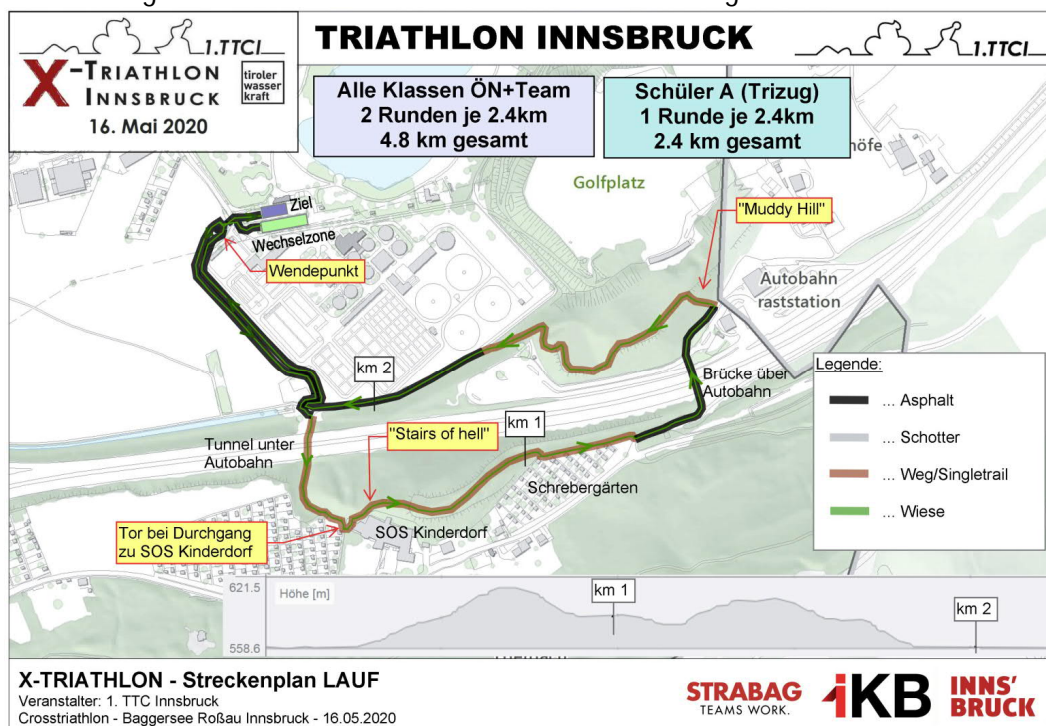 TRIATHLON INNSBRUCK
1.TTCI
X-TRIATHLON
INNSBRUCK
tiroler
wasser
kraft
16. Mai 2020
1.TTCI
Alle Klassen ÖN+Team
2 Runden je 2.4km
4.8 km gesamt
Schüler A (Trizug)
1 Runde je 2.4km
2.4 km gesamt
höfe
Golfplatz
"Muddy Hill"
Ziel
Wechselzone
Wendepunkt
Autobahn
raststation
km 2
Brücke über
Autobahn
Legende:
... Asphalt
... Schotter
... Weg/Singletrail
... Wiese
"Stairs of hell"
km 1
Tunnel unter
Autobahn
Schrebergärten
Tor bei Durchgang
zu SOS Kinderdorf
SOS Kinderdorf
621.5
Höhe [m]
km 1
km 2
558.6
X-TRIATHLON - Streckenplan LAUF
Veranstalter: 1. TTC Innsbruck
Crosstriathlon - Baggersee Roßau Innsbruck - 16.05.2020
STRABAG
TEAMS WORK.
iKB
INNS'
BRUCK